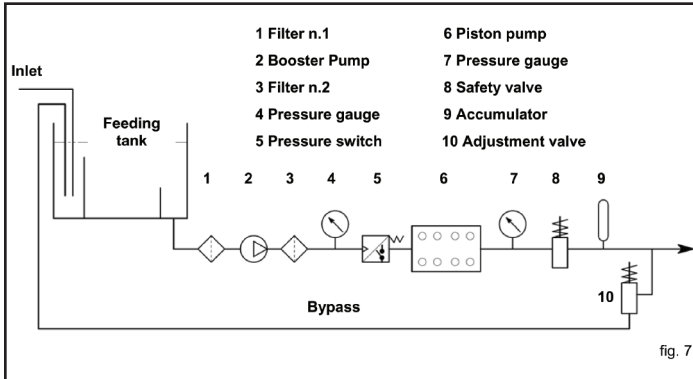 1 Filter n.1
2 Booster Pump
3 Filter n.2
4 Pressure gauge
5 Pressure switch
6 Piston pump
7 Pressure gauge
8 Safety valve
9 Accumulator
10 Adjustment valve
Inlet
Feeding
tank
1 2 3 4 5 6 7 8 9
10
Bypass
fig. 7